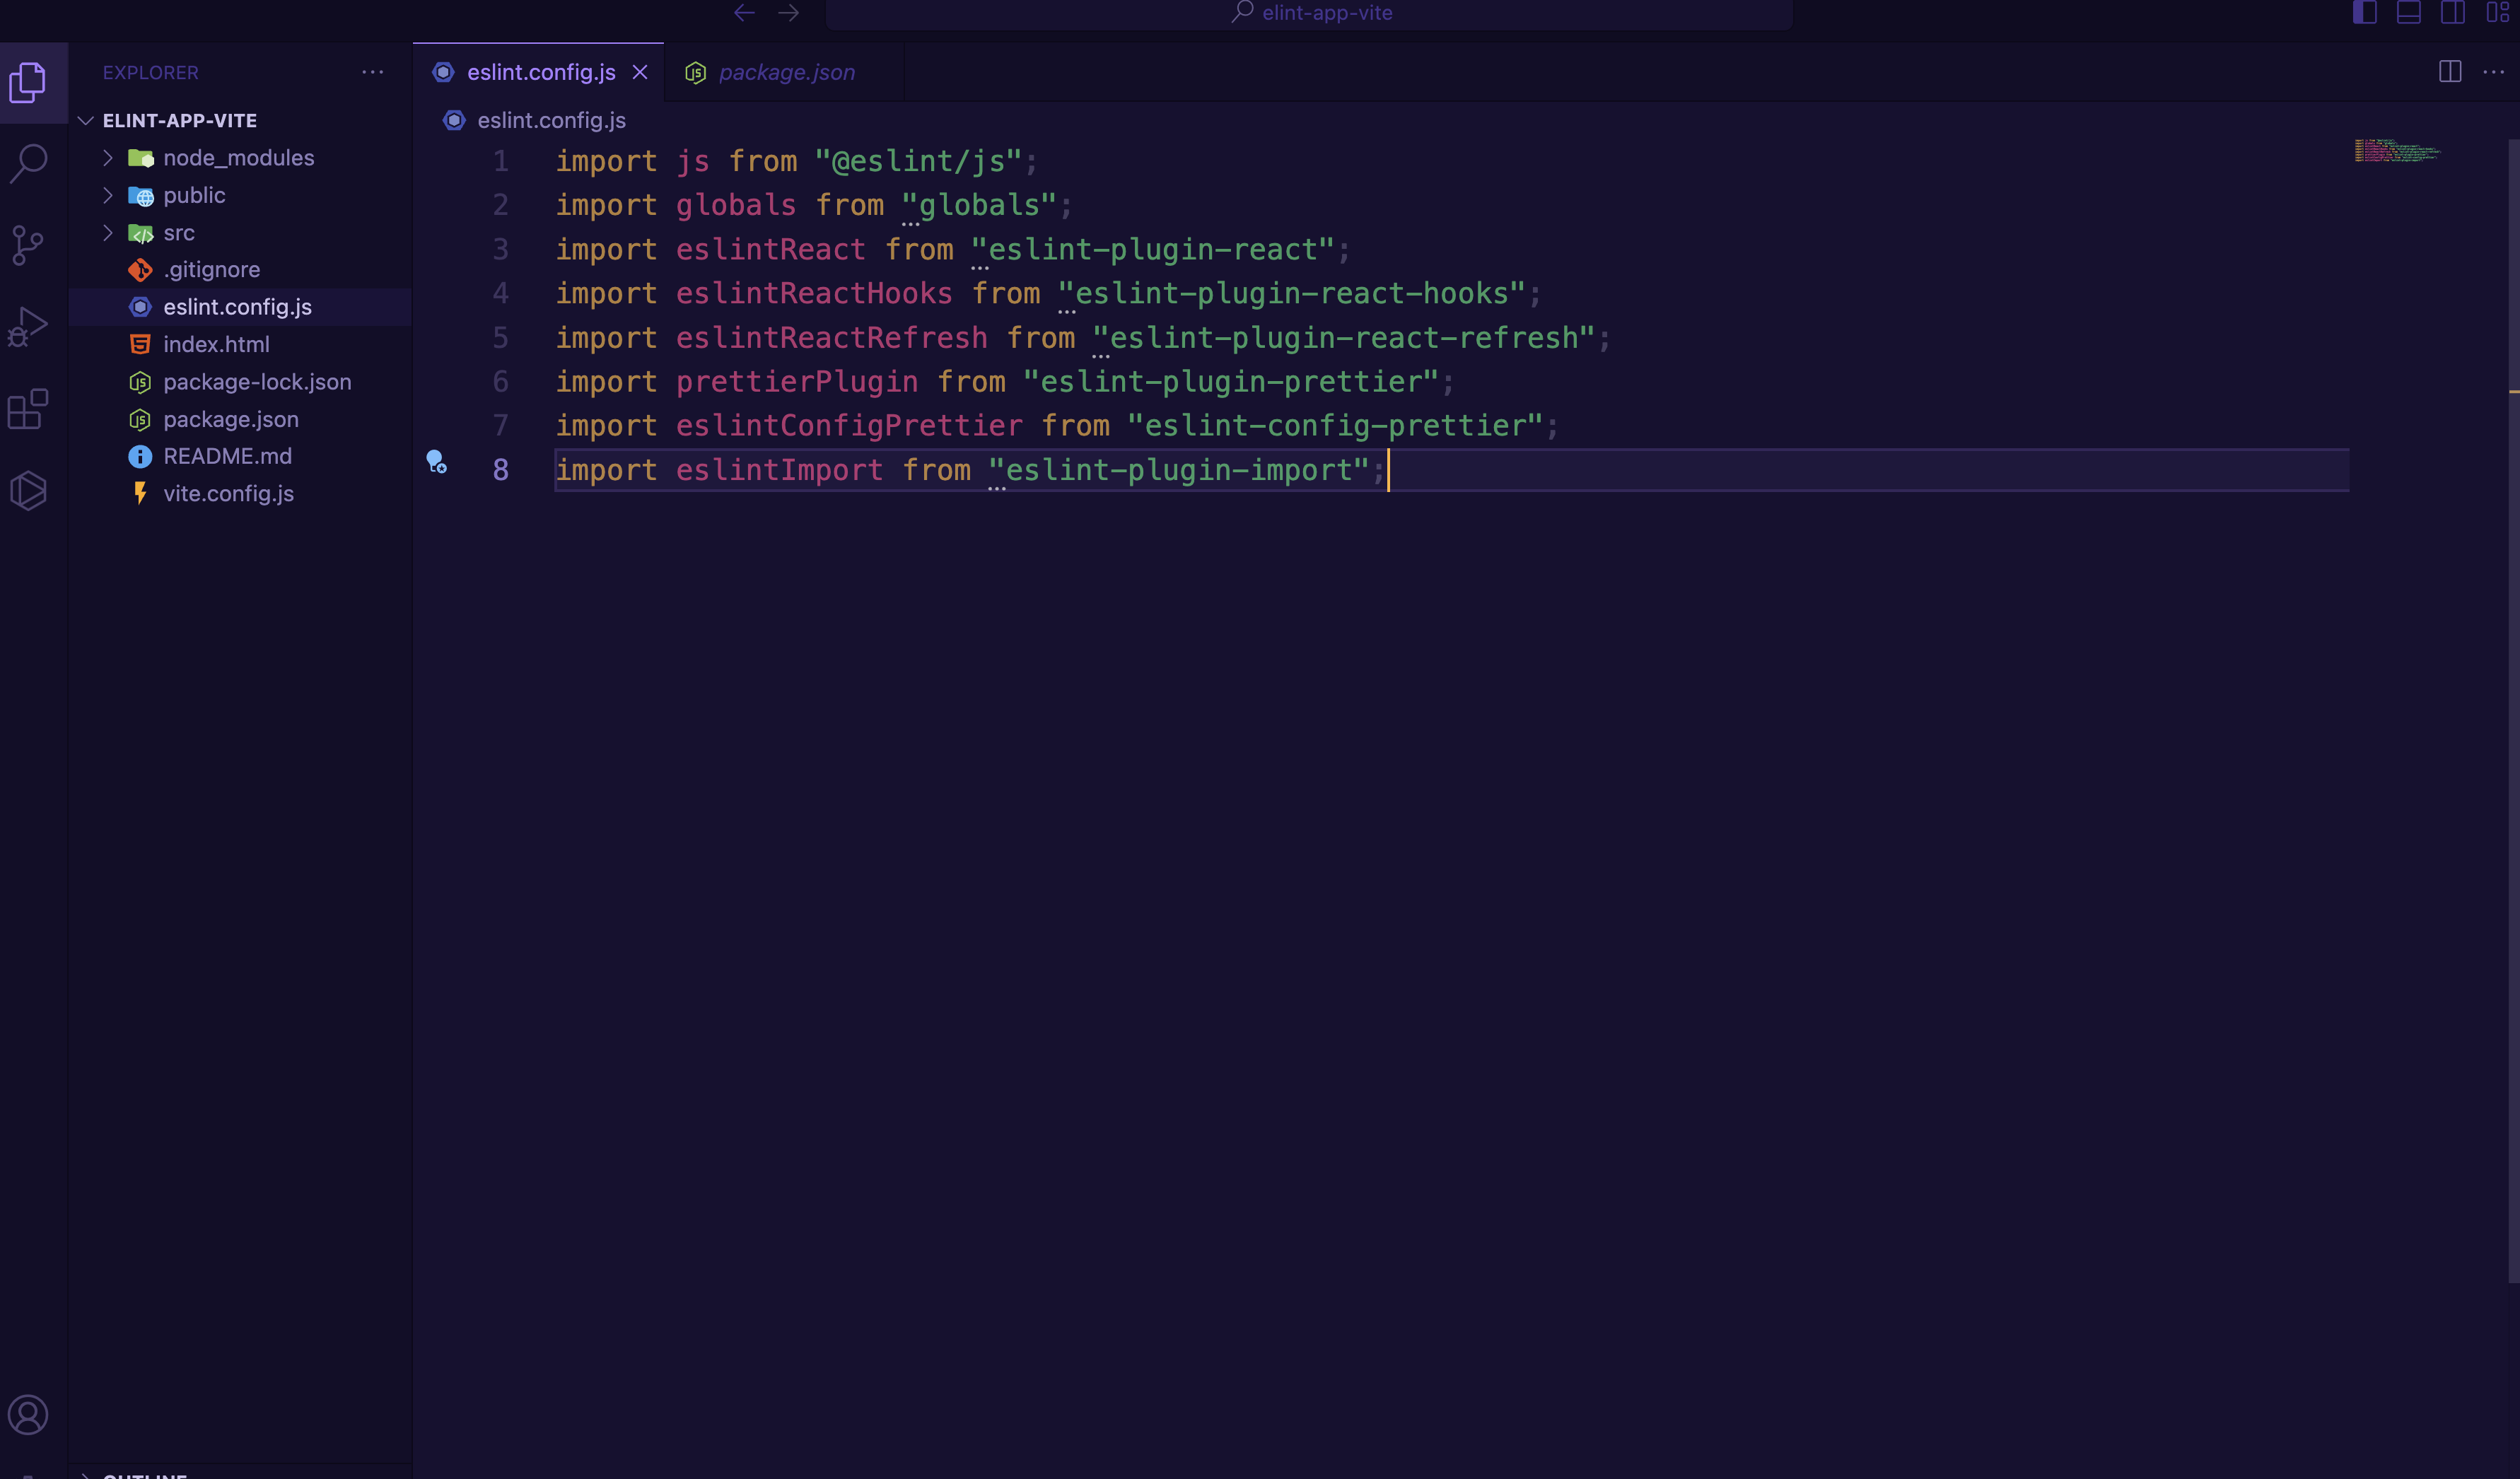 elint-app-vite
EXPLORER
eslint.config.js
package.json
ELINT-APP-VITE
node_modules
public
src
.gitignore
eslint.config.js
index.html
package-lock.json
package.json
README.md
vite.config.js
eslint.config.js
1 import js from "@eslint/js";
2 import globals from "globals";
3 import eslintReact from "eslint-plugin-react";
4 import eslintReactHooks from "eslint-plugin-react-hooks";
5 import eslintReactRefresh from "eslint-plugin-react-refresh";
6 import prettierPlugin from "eslint-plugin-prettier";
7 import eslintConfigPrettier from "eslint-config-prettier";
8 import eslintImport from "eslint-plugin-import";
OUTLINE